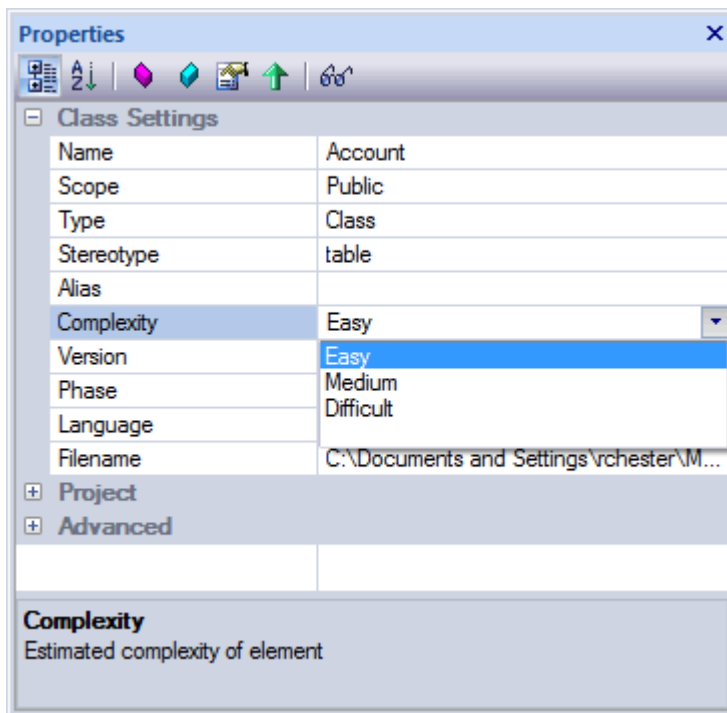 Properties
Class Settings
Name Account
Scope Public
Type Class
Stereotype table
Alias
Complexity Easy
Version Easy
Phase Medium
Language Difficult
Filename C:\Documents and Settings\rchester\M...
Project
Advanced
Complexity
Estimated complexity of element